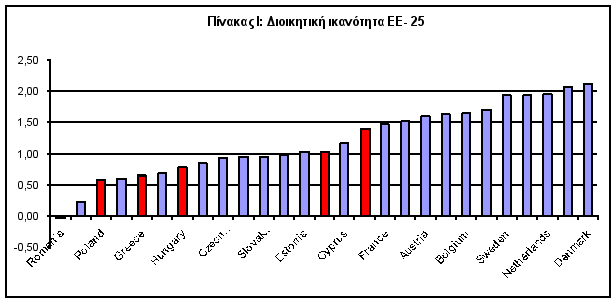 Πίνακας Ι: Διοικητική ικανότητα ΕΕ- 25
2,50
2,00
1,50
1,00
0,50
0,00
-0,50
Romania
Poland
Greece
Hungary
Czech...
Slovak..
Estonia
Cyprus
France
Austria
Belgium
Sweden
Netherlands
Denmark